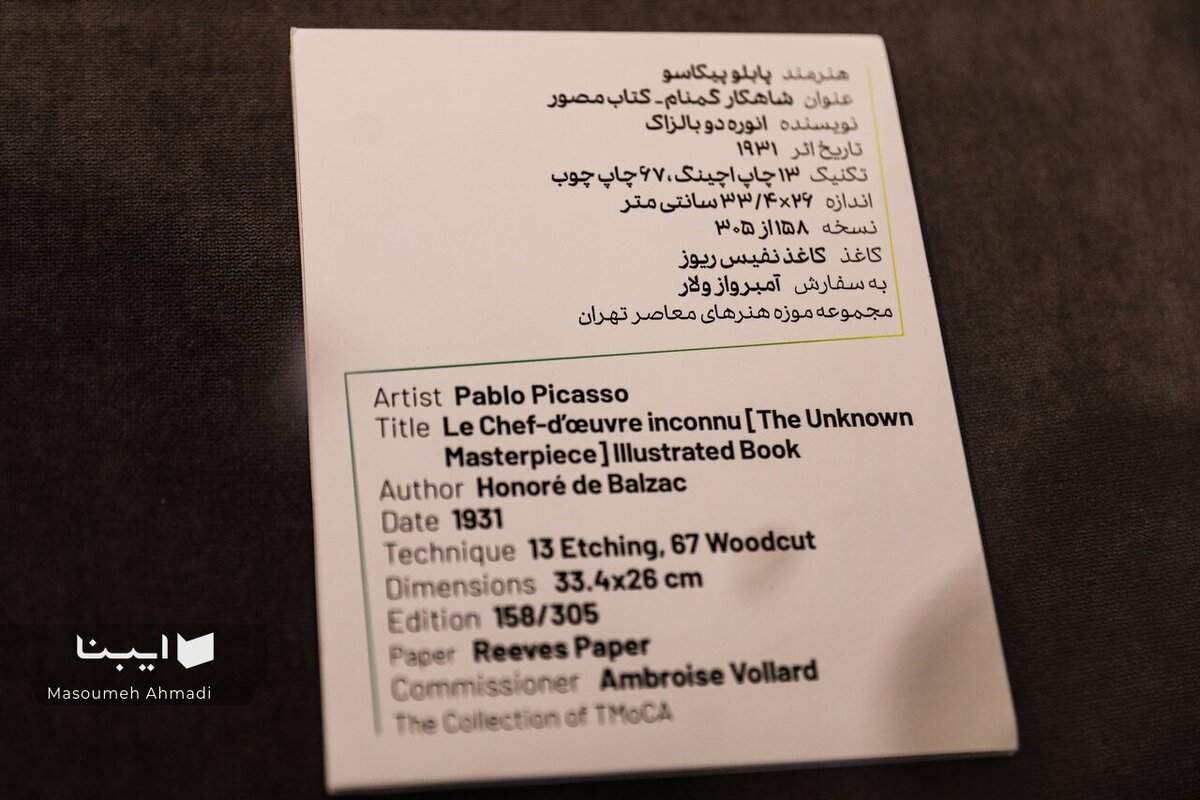 هنرمند پابلو پیکاسو
عنوان شاهکار گمنام - کتاب مصور
نویسنده انوره دو بالزاک
تاریخ اثر ۱۹۳۱
تکنیک ۱۳ چاپ اچینگ، ۶۷ چاپ چوب
اندازه ۳۳/۴×۲۶ سانتی متر
نسخه ۱۵۸ از ۳۰۵
کاغذ کاغذ نفیس ریوز
به سفارش آمبرواز ولار
مجموعه موزه هنرهای معاصر تهران
Artist Pablo Picasso
Title Le Chef-d’œuvre inconnu [The Unknown
Masterpiece] Illustrated Book
Author Honoré de Balzac
Date 1931
Technique 13 Etching, 67 Woodcut
Dimensions 33.4x26 cm
Edition 158/305
Paper Reeves Paper
Commissioner Ambroise Vollard
The Collection of TMoCA
ایبنا
Masoumeh Ahmadi